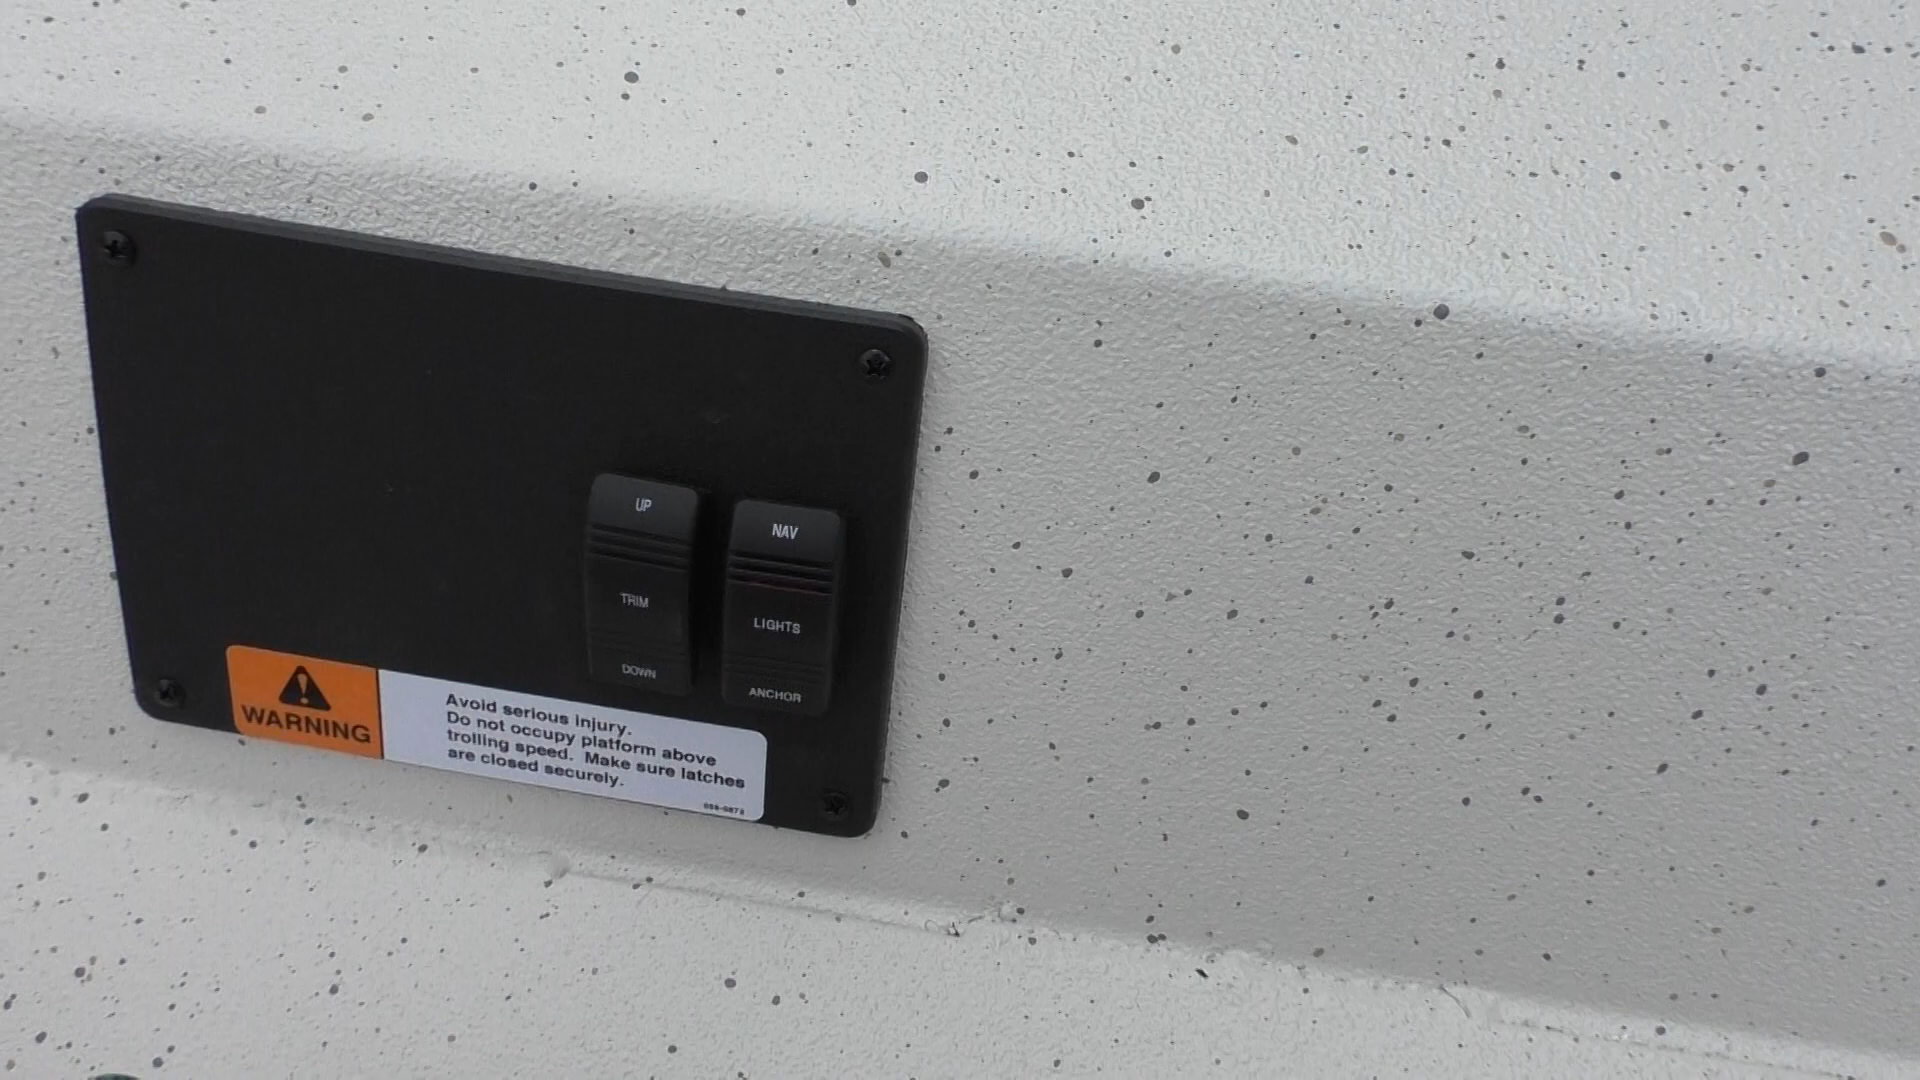 UP
TRIM
DOWN
NAV
LIGHTS
ANCHOR
WARNING
Avoid serious injury.
Do not occupy platform above
trolling speed. Make sure latches
are closed securely.